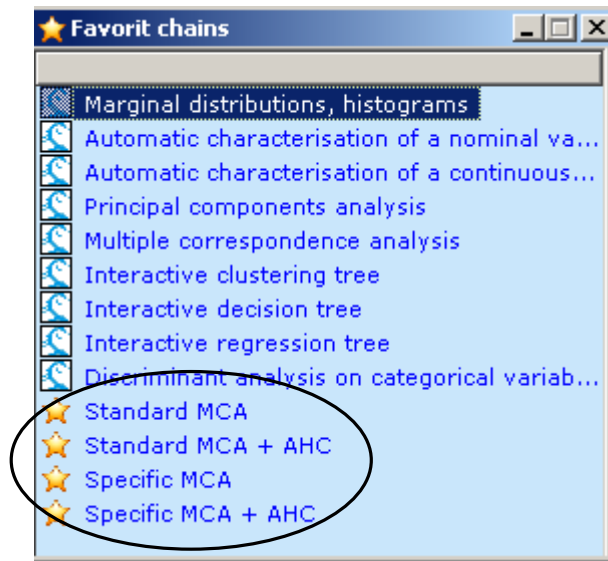 Favorit chains
Marginal distributions, histograms
Automatic characterisation of a nominal va...
Automatic characterisation of a continuous...
Principal components analysis
Multiple correspondence analysis
Interactive clustering tree
Interactive decision tree
Interactive regression tree
Discriminant analysis on categorical variab...
Standard MCA
Standard MCA + AHC
Specific MCA
Specific MCA + AHC